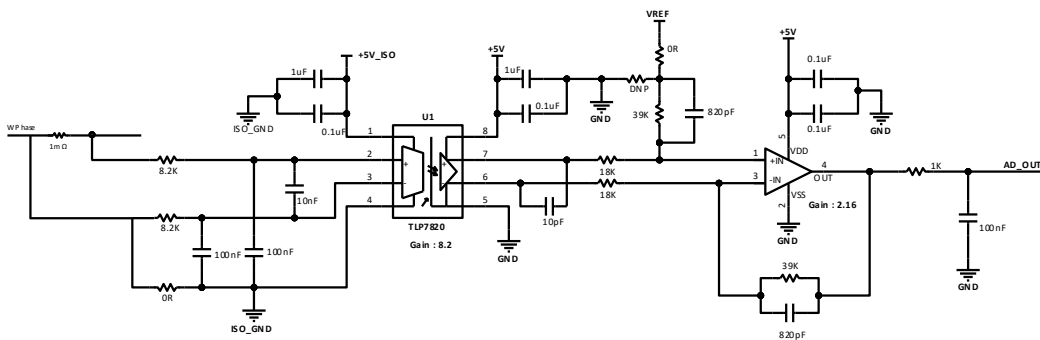 VREF
+5V_ISO
+5V
+5V
0R
1uF
1uF
0.1uF
DNP
0.1uF
0.1uF
0.1uF
39K
820pF
ISO_GND
GND
GND
W Phase
1mΩ
U1
1
8
5
VDD
2
7
1
+IN
4
OUT
1K
AD_OUT
8.2K
18K
3
6
3
-IN
10nF
18K
VSS
4
5
2
Gain : 2.16
8.2K
10pF
TLP7820
GND
100nF
100nF
100nF
Gain : 8.2
GND
39K
GND
0R
ISO_GND
820pF